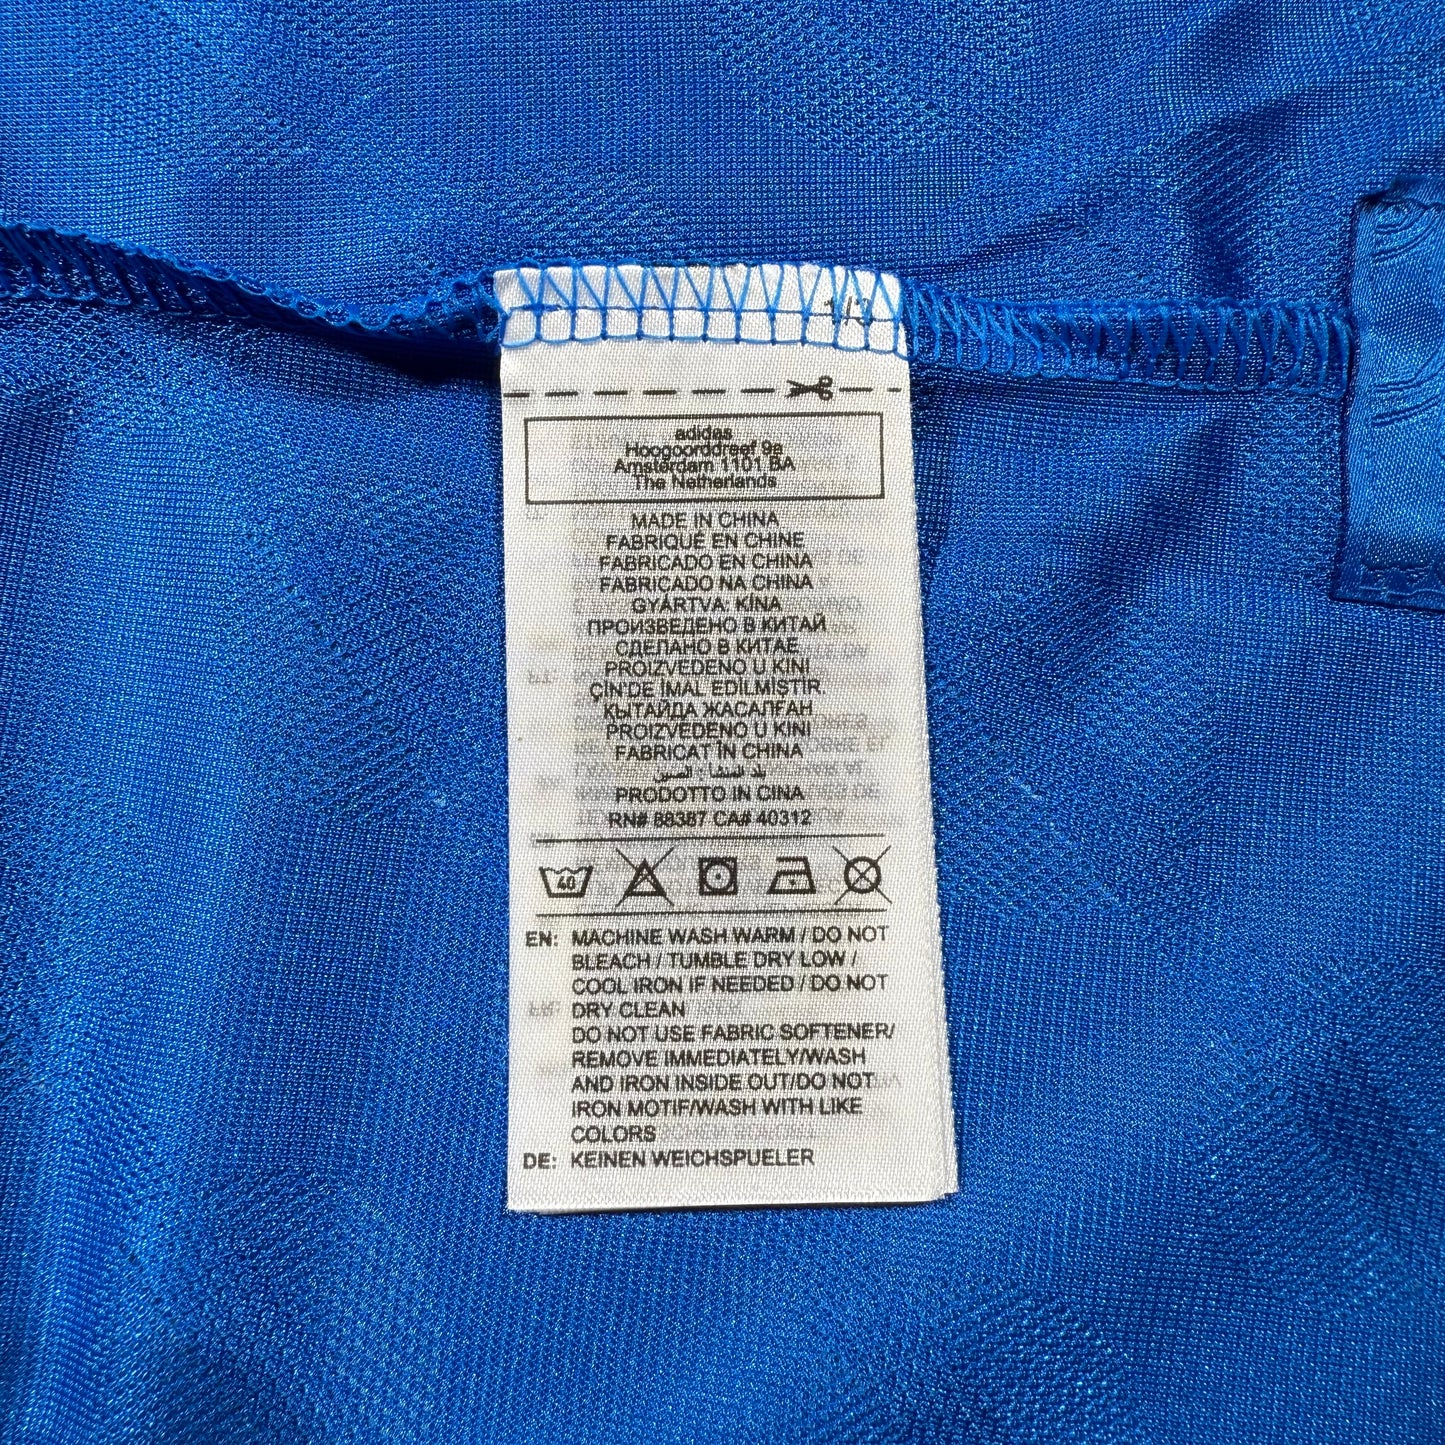 1/3
adidas
Hoogoorddreef 9a
Amsterdam 1101 BA
The Netherlands
MADE IN CHINA
FABRIQUÉ EN CHINE
FABRICADO EN CHINA
FABRICADO NA CHINA
GYÁRTVA: KÍNA
ПРОИЗВЕДЕНО В КИТАЙ
СДЕЛАНО В КИТАЕ
PROIZVEDENO U KINI
ÇİN'DE İMAL EDİLMİŞTİR.
ҚЫТАЙДА ЖАСАЛҒАН
PROIZVEDENO U KINI
FABRICAT ÎN CHINA
بلد المنشأ: الصين
PRODOTTO IN CINA
RN# 88387 CA# 40312
40
EN: MACHINE WASH WARM / DO NOT
BLEACH / TUMBLE DRY LOW /
COOL IRON IF NEEDED / DO NOT
DRY CLEAN
DO NOT USE FABRIC SOFTENER/
REMOVE IMMEDIATELY/WASH
AND IRON INSIDE OUT/DO NOT
IRON MOTIF/WASH WITH LIKE
COLORS
DE: KEINEN WEICHSPUELER